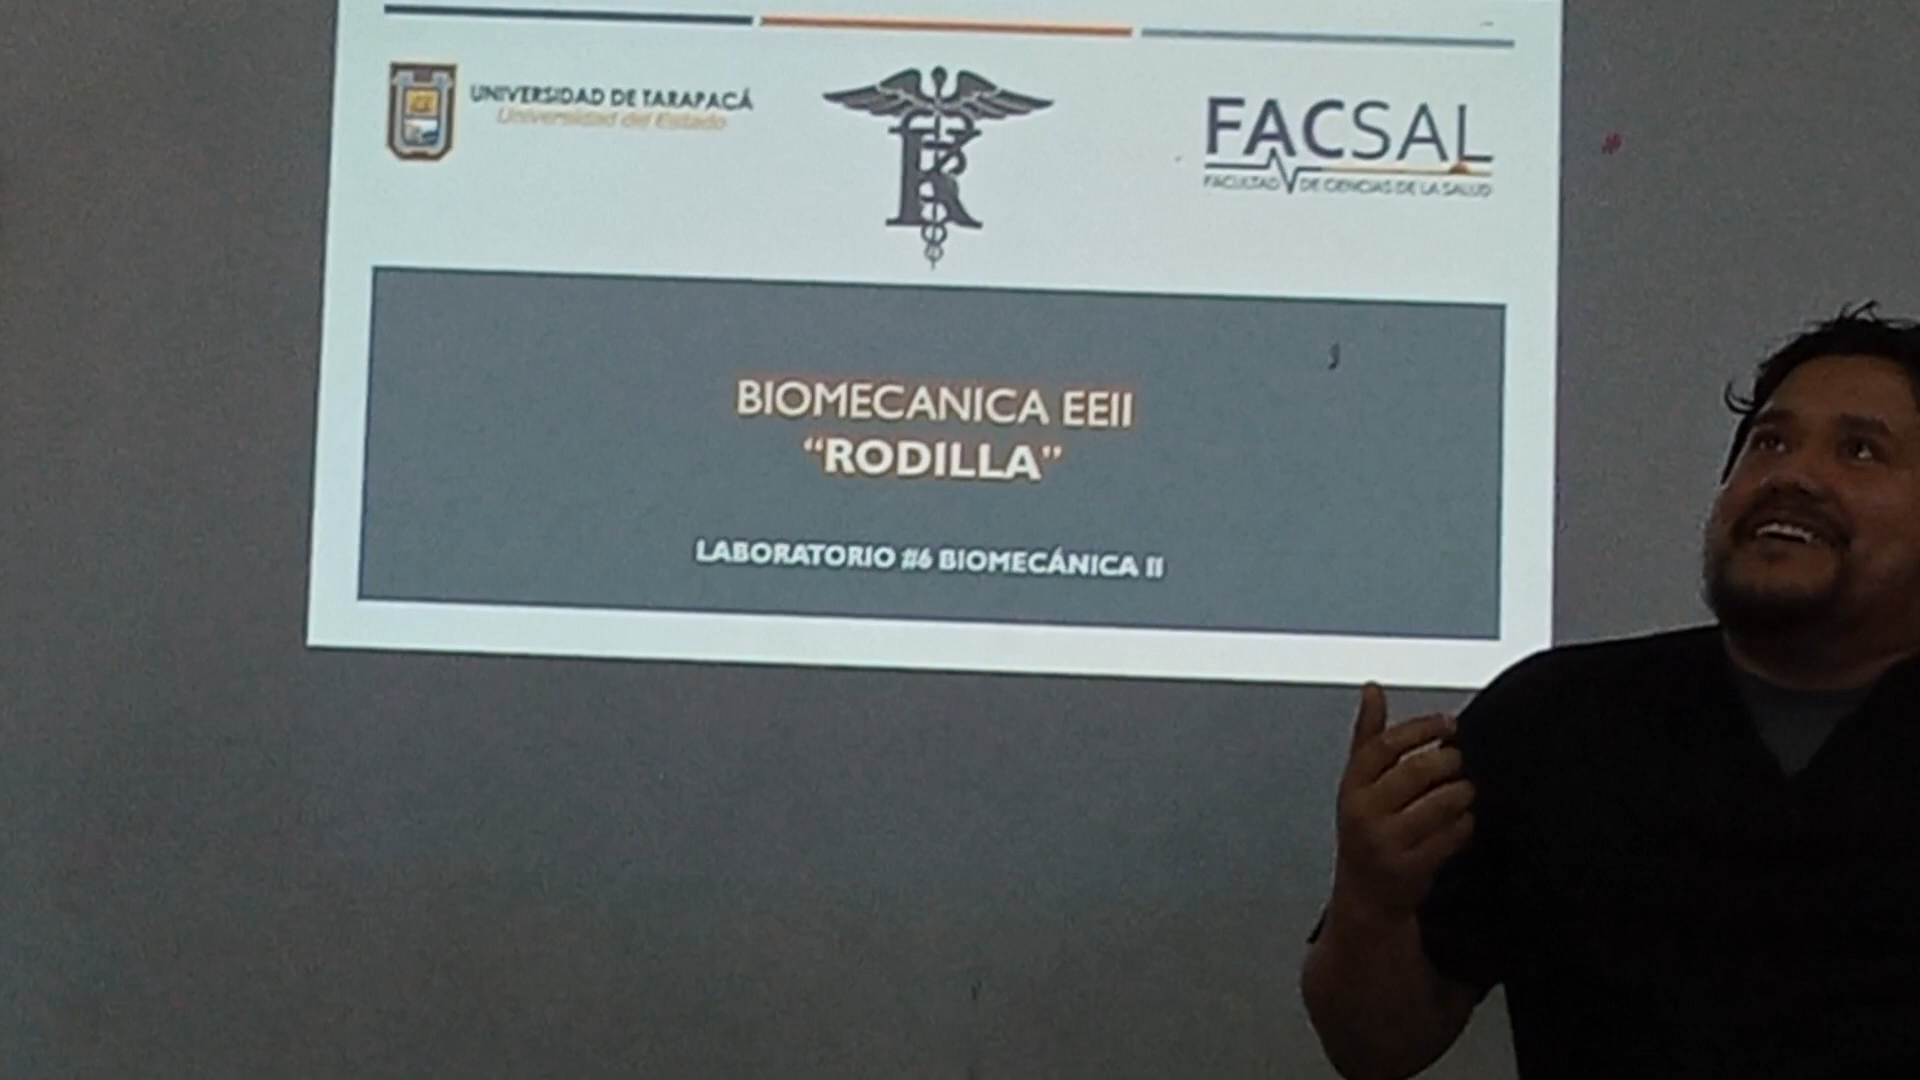 UNIVERSIDAD DE TARAPACÁ
Universidad del Estado
FACSAL
FACULTAD DE CIENCIAS DE LA SALUD
BIOMECANICA EEII
“RODILLA”
LABORATORIO #6 BIOMECÁNICA II